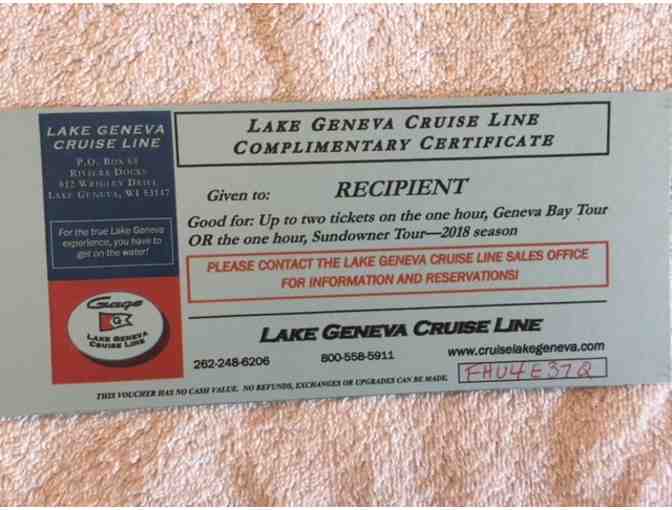 LAKE GENEVA
CRUISE LINE
P.O. BOX 68
RIVIERA DOCKS
812 WRIGLEY DRIVE
LAKE GENEVA, WI 53147
For the true Lake Geneva
experience, you have to
get on the water!
Gage
G
LAKE GENEVA
CRUISE LINE
LAKE GENEVA CRUISE LINE
COMPLIMENTARY CERTIFICATE
Given to: RECIPIENT
Good for: Up to two tickets on the one hour, Geneva Bay Tour
OR the one hour, Sundowner Tour—2018 season
PLEASE CONTACT THE LAKE GENEVA CRUISE LINE SALES OFFICE
FOR INFORMATION AND RESERVATIONS!
LAKE GENEVA CRUISE LINE
262-248-6206 800-558-5911 www.cruiselakegeneva.com
THIS VOUCHER HAS NO CASH VALUE. NO REFUNDS, EXCHANGES OR UPGRADES CAN BE MADE. FHU4E37Q